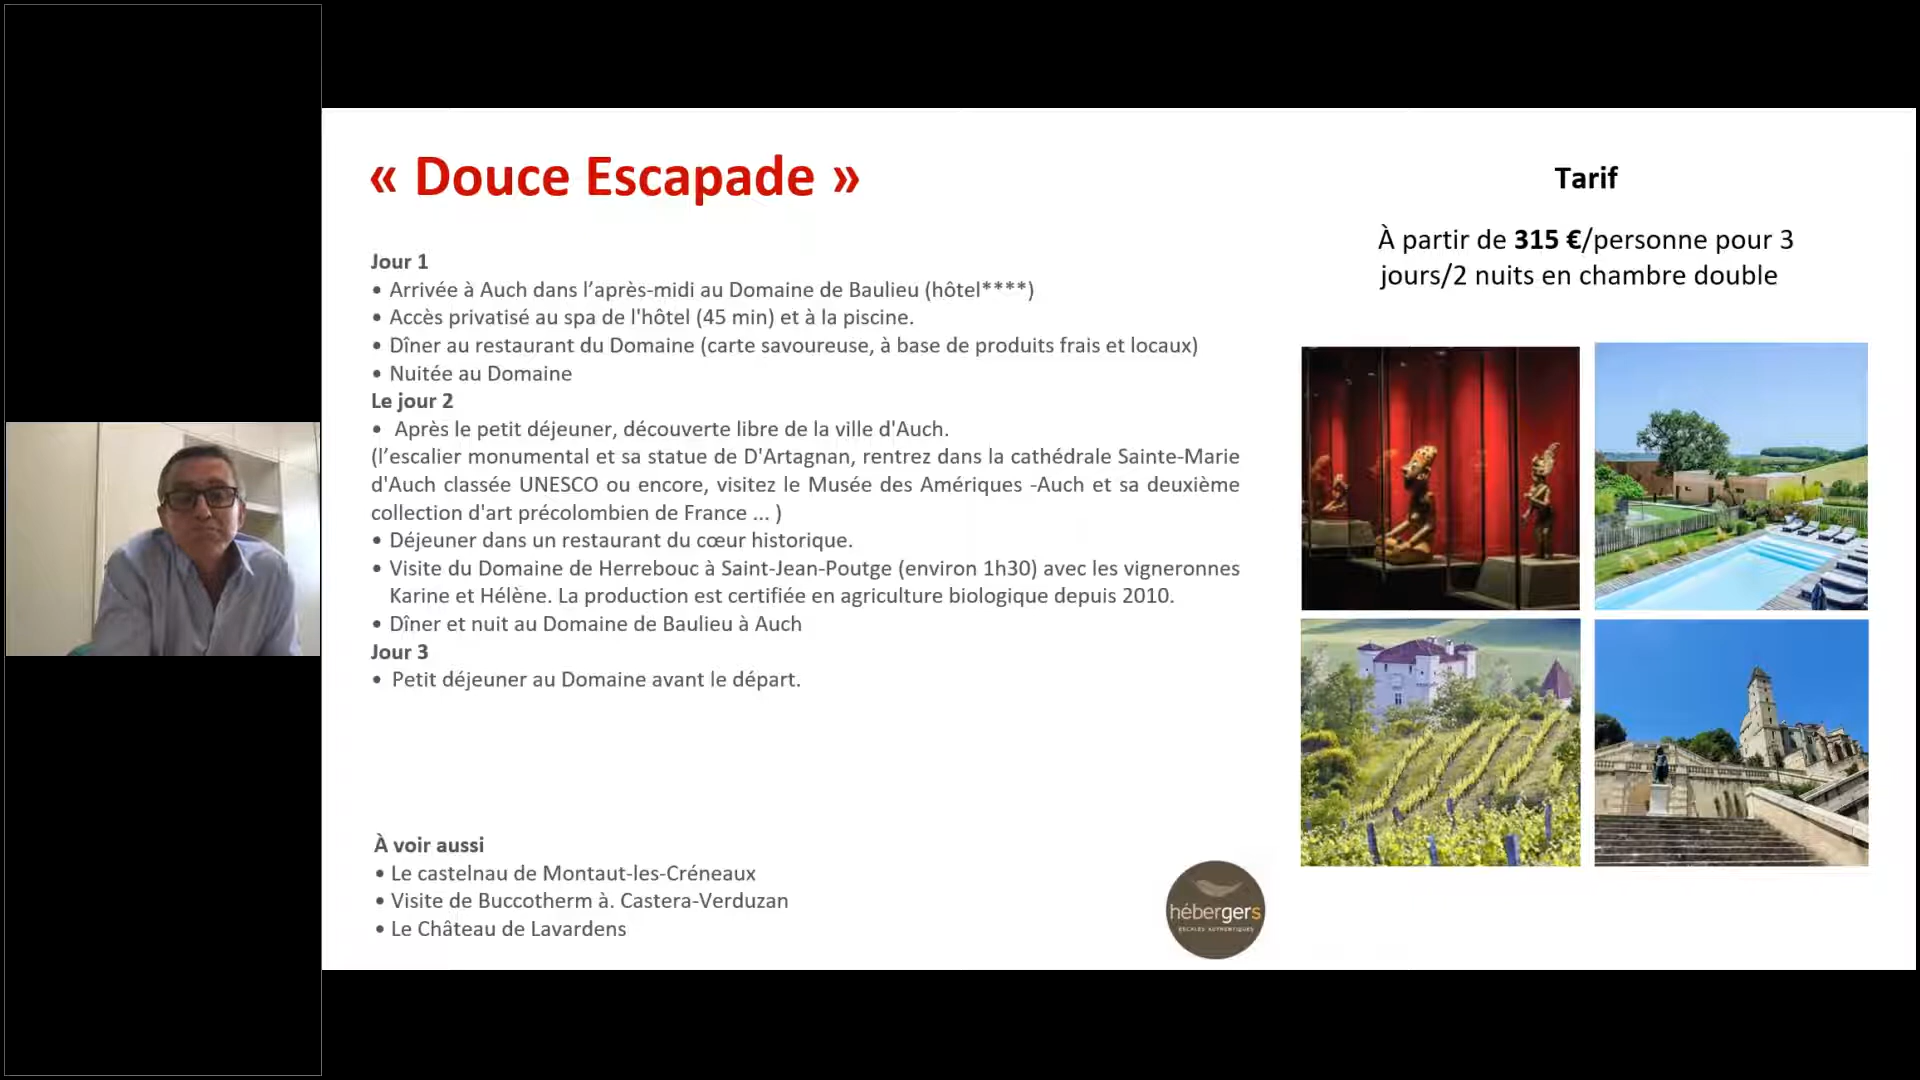 « Douce Escapade »
Jour 1
• Arrivée à Auch dans l’après-midi au Domaine de Baulieu (hôtel****)
• Accès privatisé au spa de l'hôtel (45 min) et à la piscine.
• Dîner au restaurant du Domaine (carte savoureuse, à base de produits frais et locaux)
• Nuitée au Domaine
Le jour 2
• Après le petit déjeuner, découverte libre de la ville d'Auch.
(l’escalier monumental et sa statue de D'Artagnan, rentrez dans la cathédrale Sainte-Marie
d'Auch classée UNESCO ou encore, visitez le Musée des Amériques -Auch et sa deuxième
collection d'art précolombien de France ... )
• Déjeuner dans un restaurant du cœur historique.
• Visite du Domaine de Herrebouc à Saint-Jean-Poutge (environ 1h30) avec les vigneronnes
Karine et Hélène. La production est certifiée en agriculture biologique depuis 2010.
• Dîner et nuit au Domaine de Baulieu à Auch
Jour 3
• Petit déjeuner au Domaine avant le départ.
À voir aussi
• Le castelnau de Montaut-les-Créneaux
• Visite de Buccotherm à. Castera-Verduzan
• Le Château de Lavardens
hébergers
ESCALES AUTHENTIQUES
Tarif
À partir de 315 €/personne pour 3
jours/2 nuits en chambre double